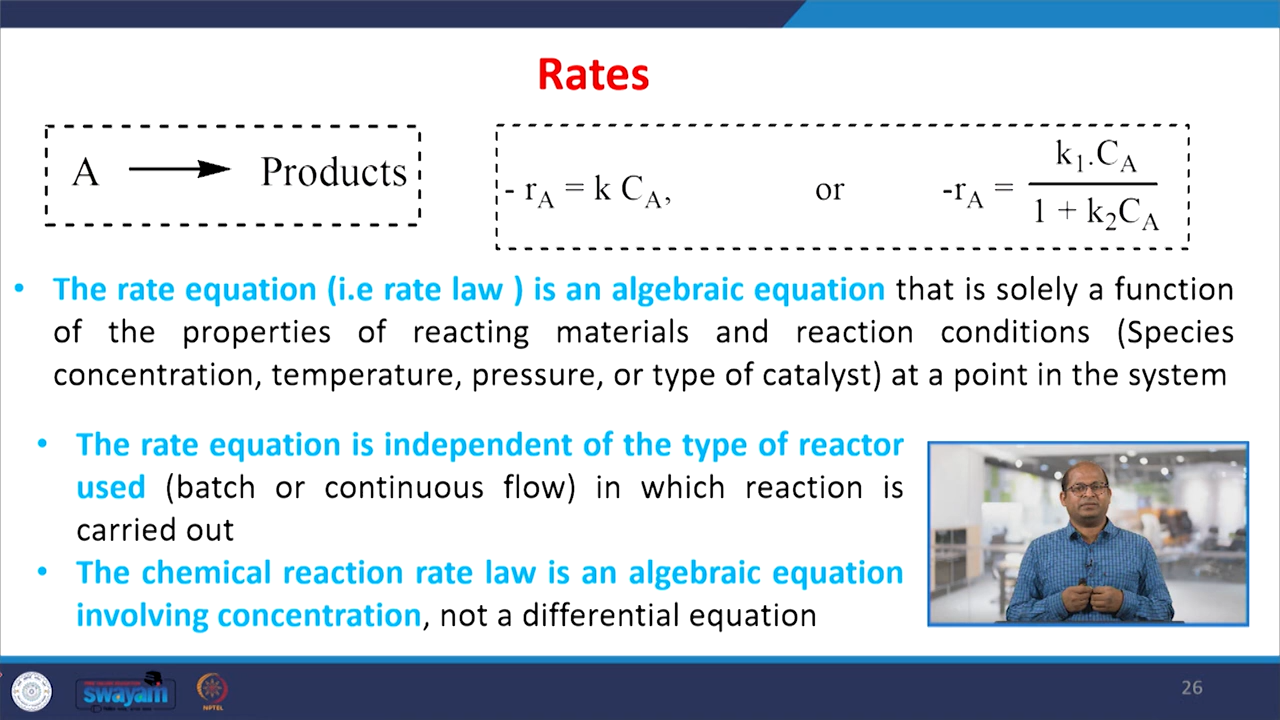 Rates
A ⟶ Products
- rA = k CA, or -rA = k1.CA / 1 + k2CA
• The rate equation (i.e rate law ) is an algebraic equation that is solely a function
of the properties of reacting materials and reaction conditions (Species
concentration, temperature, pressure, or type of catalyst) at a point in the system
• The rate equation is independent of the type of reactor
used (batch or continuous flow) in which reaction is
carried out
• The chemical reaction rate law is an algebraic equation
involving concentration, not a differential equation
swayam
NPTEL
26